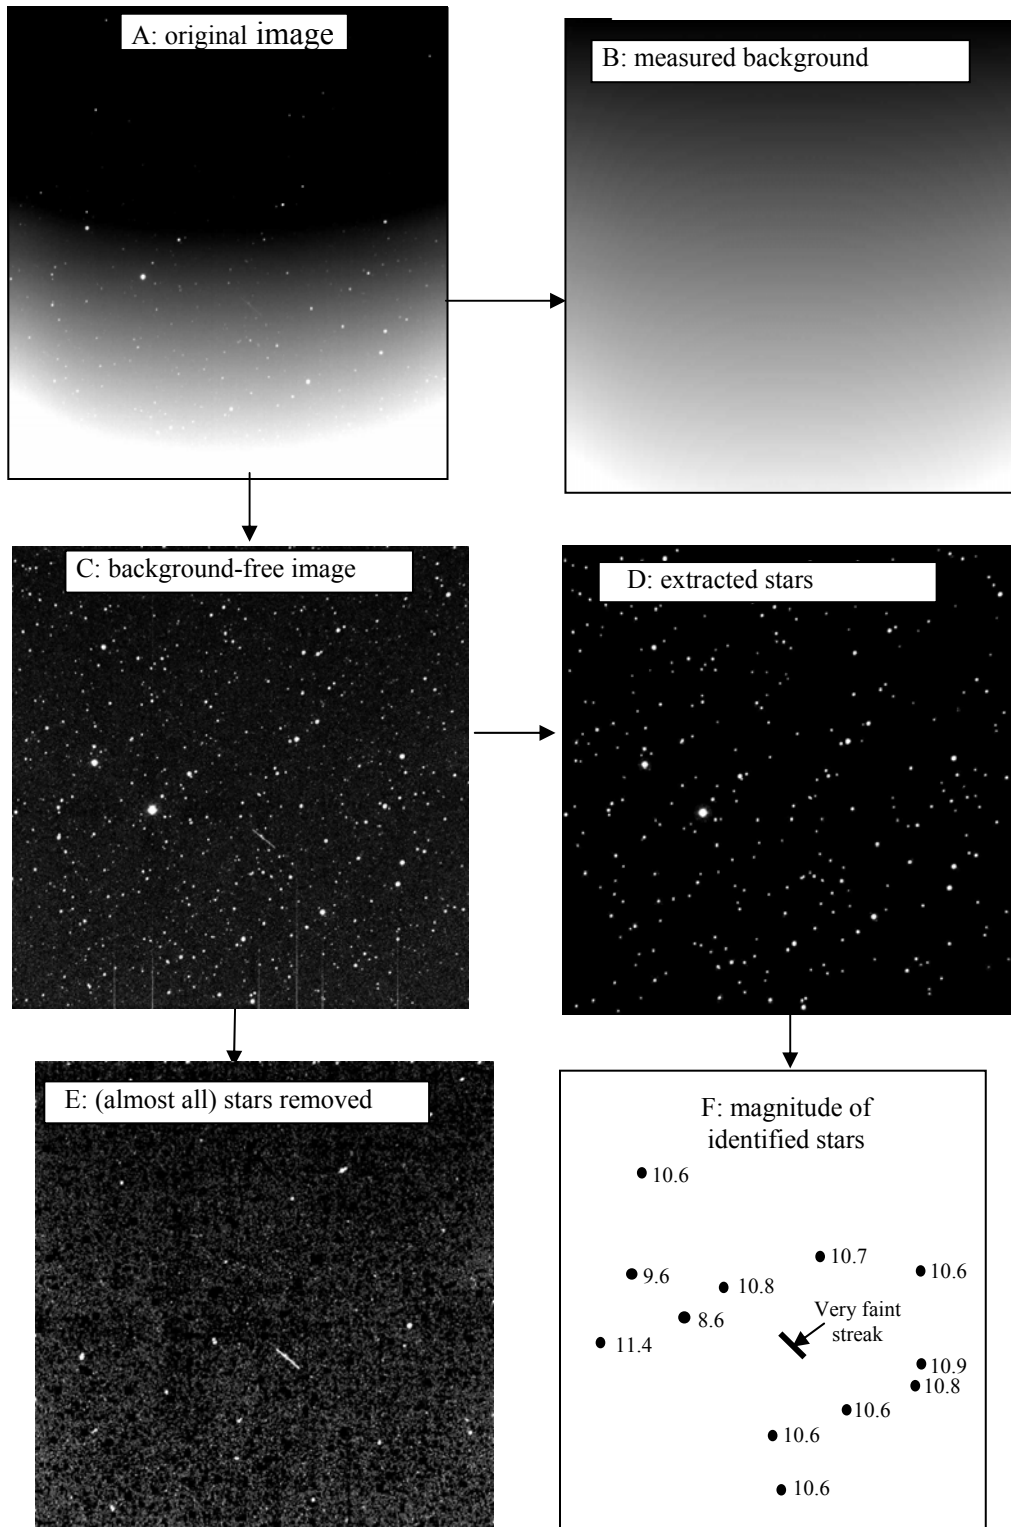 A: original image
B: measured background
C: background-free image
D: extracted stars
E: (almost all) stars removed
F: magnitude of
identified stars
10.6
10.7
9.6
10.8
10.6
8.6
Very faint
streak
11.4
10.9
10.8
10.6
10.6
10.6